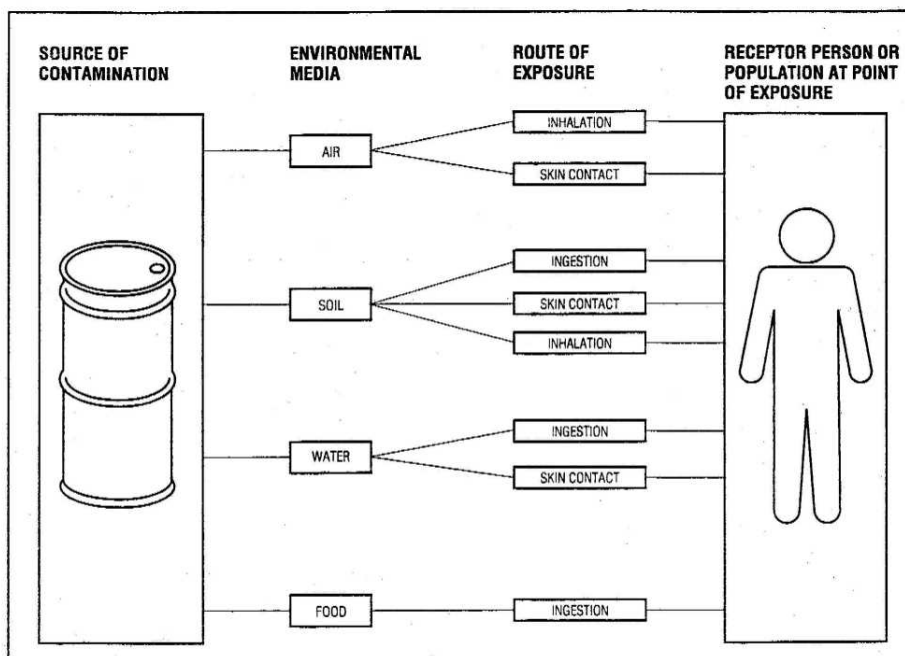 SOURCE OF
CONTAMINATION
ENVIRONMENTAL
MEDIA
ROUTE OF
EXPOSURE
RECEPTOR PERSON OR
POPULATION AT POINT
OF EXPOSURE
AIR
INHALATION
SKIN CONTACT
SOIL
INGESTION
SKIN CONTACT
INHALATION
WATER
INGESTION
SKIN CONTACT
FOOD
INGESTION